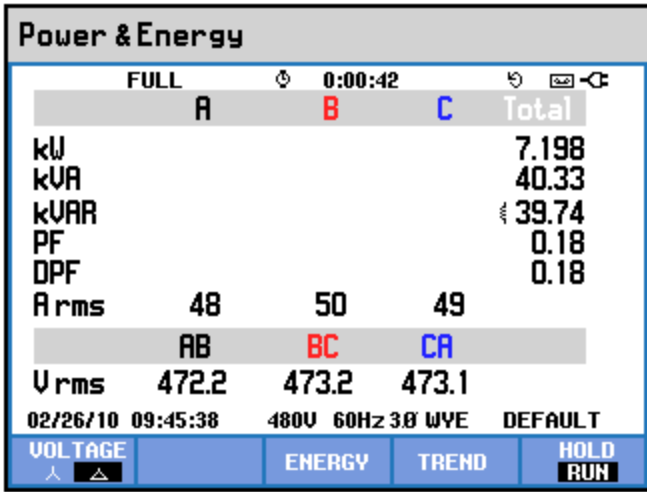 Power & Energy
FULL 0:00:42
A B C Total
kW 7.198
kVA 40.33
kVAR 39.74
PF 0.18
DPF 0.18
A rms 48 50 49
AB BC CA
V rms 472.2 473.2 473.1
02/26/10 09:45:38 480V 60Hz 3Ø WYE DEFAULT
VOLTAGE ENERGY TREND HOLD
RUN